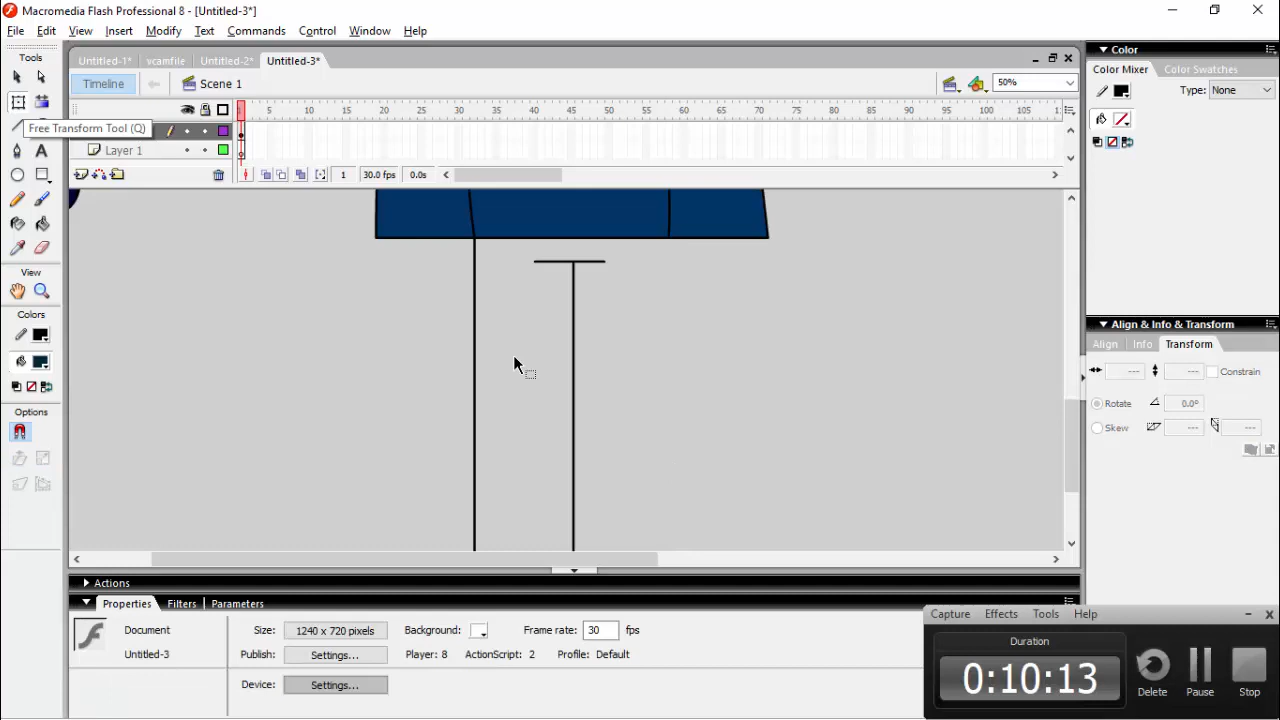 Macromedia Flash Professional 8 - [Untitled-3*]
File Edit View Insert Modify Text Commands Control Window Help
Tools
Untitled-1* vcamfile Untitled-2* Untitled-3*
Timeline Scene 1 50%
5 10 15 20 25 30 35 40 45 50 55 60 65 70 75 80 85 90 95 100 105 1:
Free Transform Tool (Q)
Layer 1
1 30.0 fps 0.0s
View
Colors
Options
Color
Color Mixer Color Swatches
Type: None
Align & Info & Transform
Align Info Transform
--- --- Constrain
Rotate 0.0º
Skew --- ---
Actions
Properties Filters Parameters
Document
Untitled-3
Size: 1240 x 720 pixels Background: Frame rate: 30 fps
Publish: Settings... Player: 8 ActionScript: 2 Profile: Default
Device: Settings...
Capture Effects Tools Help
Duration
0:10:13
Delete Pause Stop